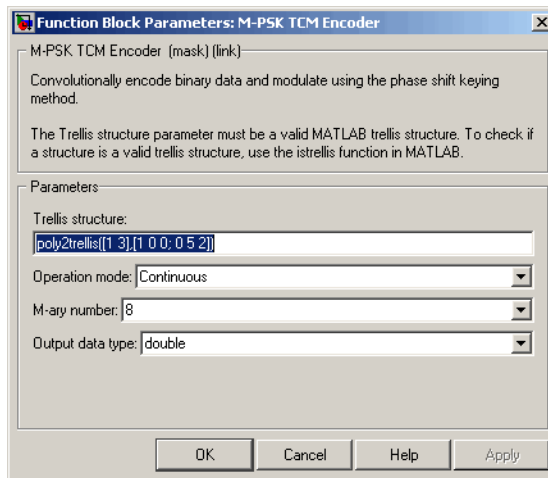 Function Block Parameters: M-PSK TCM Encoder
M-PSK TCM Encoder (mask) (link)
Convolutionally encode binary data and modulate using the phase shift keying
method.
The Trellis structure parameter must be a valid MATLAB trellis structure. To check if
a structure is a valid trellis structure, use the istrellis function in MATLAB.
Parameters
Trellis structure:
poly2trellis([1 3],[1 0 0; 0 5 2])
Operation mode: Continuous
M-ary number: 8
Output data type: double
OK Cancel Help Apply